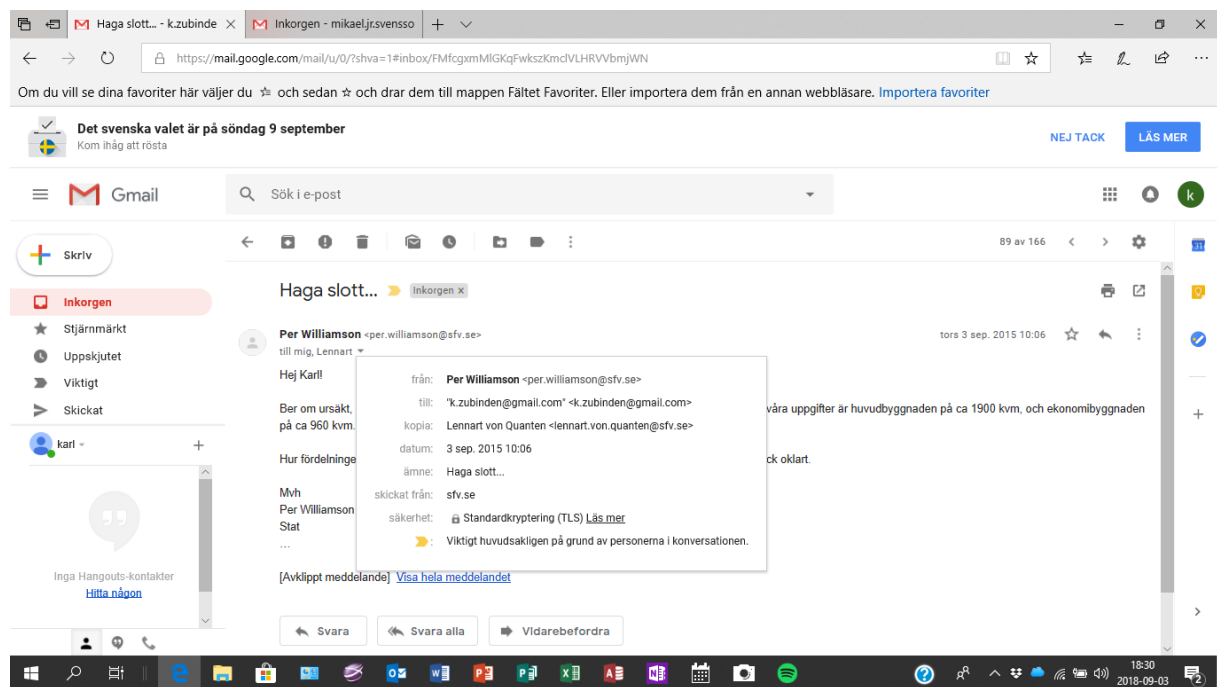 Haga slott... - k.zubinde
Inkorgen - mikael.jr.svensso
https://mail.google.com/mail/u/0/?shva=1#inbox/FMfcgxmMlGKqFwkszKmclVLHRVVbmjWN
Om du vill se dina favoriter här väljer du och sedan och drar dem till mappen Fältet Favoriter. Eller importera dem från en annan webbläsare. Importera favoriter
Det svenska valet är på söndag 9 september
Kom ihåg att rösta
NEJ TACK
LÄS MER
Gmail
Sök i e-post
k
Skriv
89 av 166
31
Haga slott...
Inkorgen x
Inkorgen
Stjärnmärkt
Uppskjutet
Viktigt
Skickat
karl
Inga Hangouts-kontakter
Hitta någon
Per Williamson <per.williamson@sfv.se>
tors 3 sep. 2015 10:06
till mig, Lennart
Hej Karl!
Ber om ursäkt, våra uppgifter är huvudbyggnaden på ca 1900 kvm, och ekonomibyggnaden
på ca 960 kvm.
Hur fördelninge ck oklart.
Mvh
Per Williamson
Stat
...
[Avklippt meddelande] Visa hela meddelandet
från: Per Williamson <per.williamson@sfv.se>
till: "k.zubinden@gmail.com" <k.zubinden@gmail.com>
kopia: Lennart von Quanten <lennart.von.quanten@sfv.se>
datum: 3 sep. 2015 10:06
ämne: Haga slott...
skickat från: sfv.se
säkerhet: Standardkryptering (TLS) Läs mer
: Viktigt huvudsakligen på grund av personerna i konversationen.
Svara
Svara alla
Vidarebefordra
18:30
2018-09-03
2